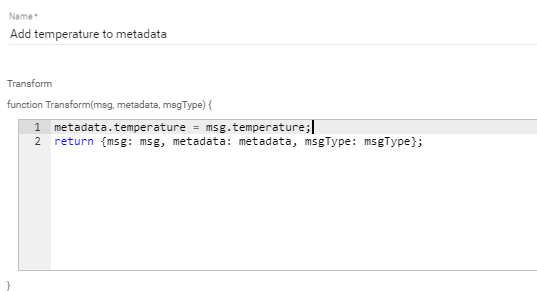 Name *
Add temperature to metadata
Transform
function Transform(msg, metadata, msgType) {
1 metadata.temperature = msg.temperature;
2 return {msg: msg, metadata: metadata, msgType: msgType};
}